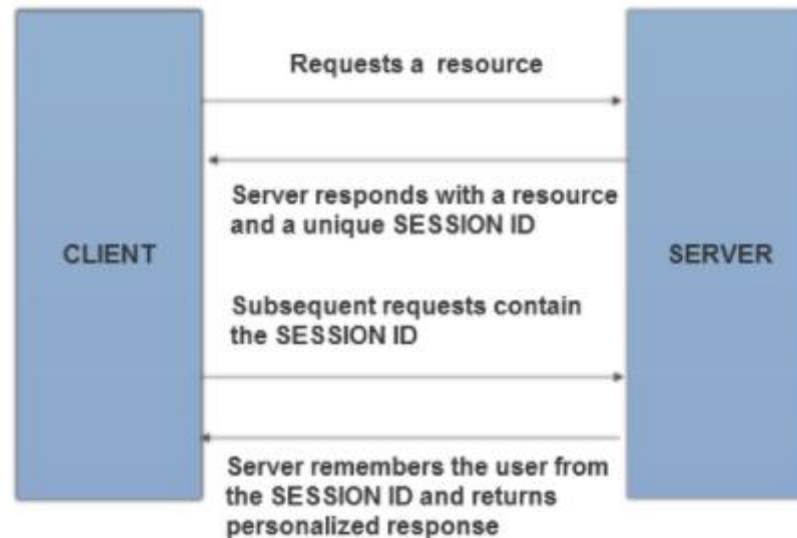 Requests a resource
Server responds with a resource
and a unique SESSION ID
CLIENT
SERVER
Subsequent requests contain
the SESSION ID
Server remembers the user from
the SESSION ID and returns
personalized response